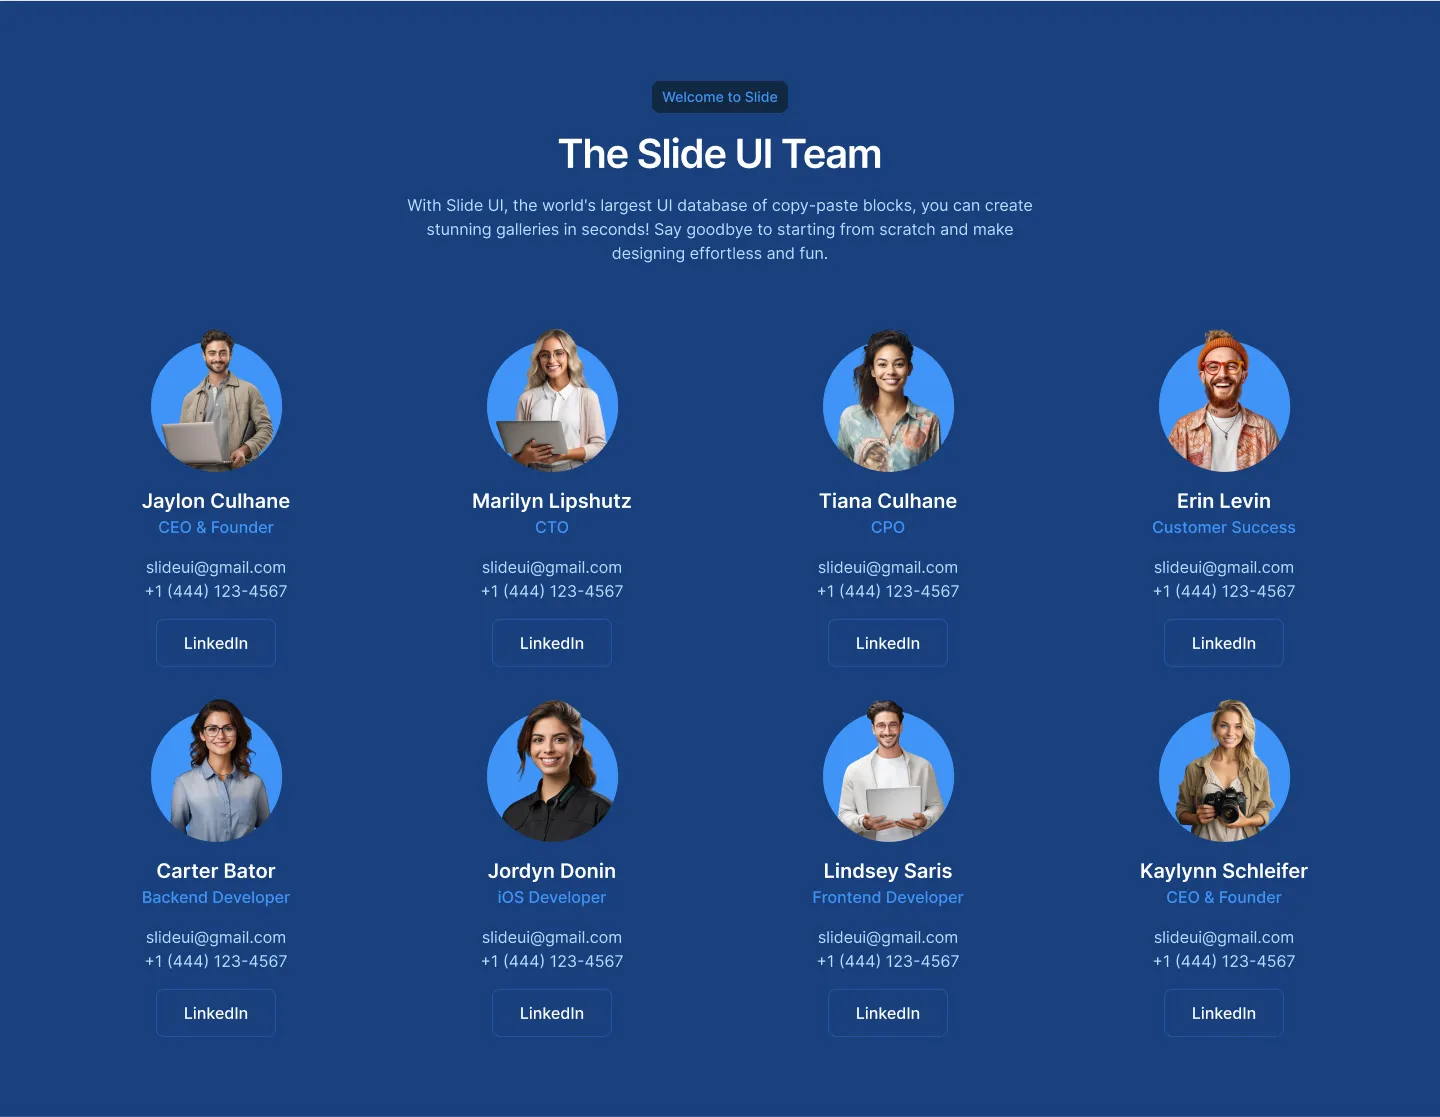 Welcome to Slide
The Slide UI Team
With Slide UI, the world's largest UI database of copy-paste blocks, you can create
stunning galleries in seconds! Say goodbye to starting from scratch and make
designing effortless and fun.
Jaylon Culhane
CEO & Founder
slideui@gmail.com
+1 (444) 123-4567
LinkedIn
Marilyn Lipshutz
CTO
slideui@gmail.com
+1 (444) 123-4567
LinkedIn
Tiana Culhane
CPO
slideui@gmail.com
+1 (444) 123-4567
LinkedIn
Erin Levin
Customer Success
slideui@gmail.com
+1 (444) 123-4567
LinkedIn
Carter Bator
Backend Developer
slideui@gmail.com
+1 (444) 123-4567
LinkedIn
Jordyn Donin
iOS Developer
slideui@gmail.com
+1 (444) 123-4567
LinkedIn
Lindsey Saris
Frontend Developer
slideui@gmail.com
+1 (444) 123-4567
LinkedIn
Kaylynn Schleifer
CEO & Founder
slideui@gmail.com
+1 (444) 123-4567
LinkedIn